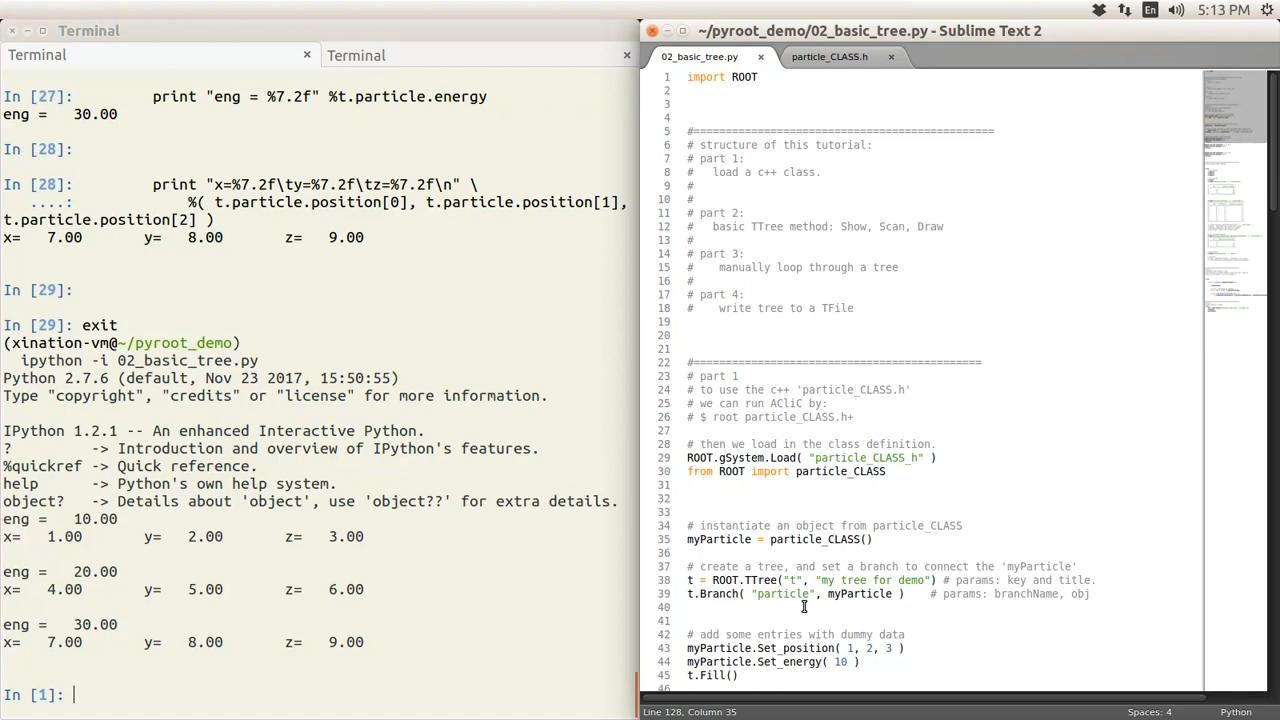 En 5:13 PM
Terminal
Terminal
Terminal
In [27]: print "eng = %7.2f" %t.particle.energy
eng = 30.00
In [28]:
In [28]: print "x=%7.2f\ty=%7.2f\tz=%7.2f\n" \
....: %( t.particle.position[0], t.particle.position[1],
t.particle.position[2] )
x= 7.00 y= 8.00 z= 9.00
In [29]:
In [29]: exit
(xination-vm@~/pyroot_demo)
ipython -i 02_basic_tree.py
Python 2.7.6 (default, Nov 23 2017, 15:50:55)
Type "copyright", "credits" or "license" for more information.
IPython 1.2.1 -- An enhanced Interactive Python.
? -> Introduction and overview of IPython's features.
%quickref -> Quick reference.
help -> Python's own help system.
object? -> Details about 'object', use 'object??' for extra details.
eng = 10.00
x= 1.00 y= 2.00 z= 3.00
eng = 20.00
x= 4.00 y= 5.00 z= 6.00
eng = 30.00
x= 7.00 y= 8.00 z= 9.00
In [1]:
~/pyroot_demo/02_basic_tree.py - Sublime Text 2
02_basic_tree.py
particle_CLASS.h
1 import ROOT
2
3
4
5 #================================================
6 # structure of this tutorial:
7 # part 1:
8 # load a c++ class.
9 #
10 #
11 # part 2:
12 # basic TTree method: Show, Scan, Draw
13 #
14 # part 3:
15 # manually loop through a tree
16 #
17 # part 4:
18 # write tree to a TFile
19
20
21
22 #==============================================
23 # part 1
24 # to use the c++ 'particle_CLASS.h'
25 # we can run ACliC by:
26 # $ root particle_CLASS.h+
27
28 # then we load in the class definition.
29 ROOT.gSystem.Load( "particle_CLASS_h" )
30 from ROOT import particle_CLASS
31
32
33
34 # instantiate an object from particle_CLASS
35 myParticle = particle_CLASS()
36
37 # create a tree, and set a branch to connect the 'myParticle'
38 t = ROOT.TTree("t", "my tree for demo") # params: key and title.
39 t.Branch( "particle", myParticle ) # params: branchName, obj
40
41
42 # add some entries with dummy data
43 myParticle.Set_position( 1, 2, 3 )
44 myParticle.Set_energy( 10 )
45 t.Fill()
46
Line 128, Column 35
Spaces: 4
Python